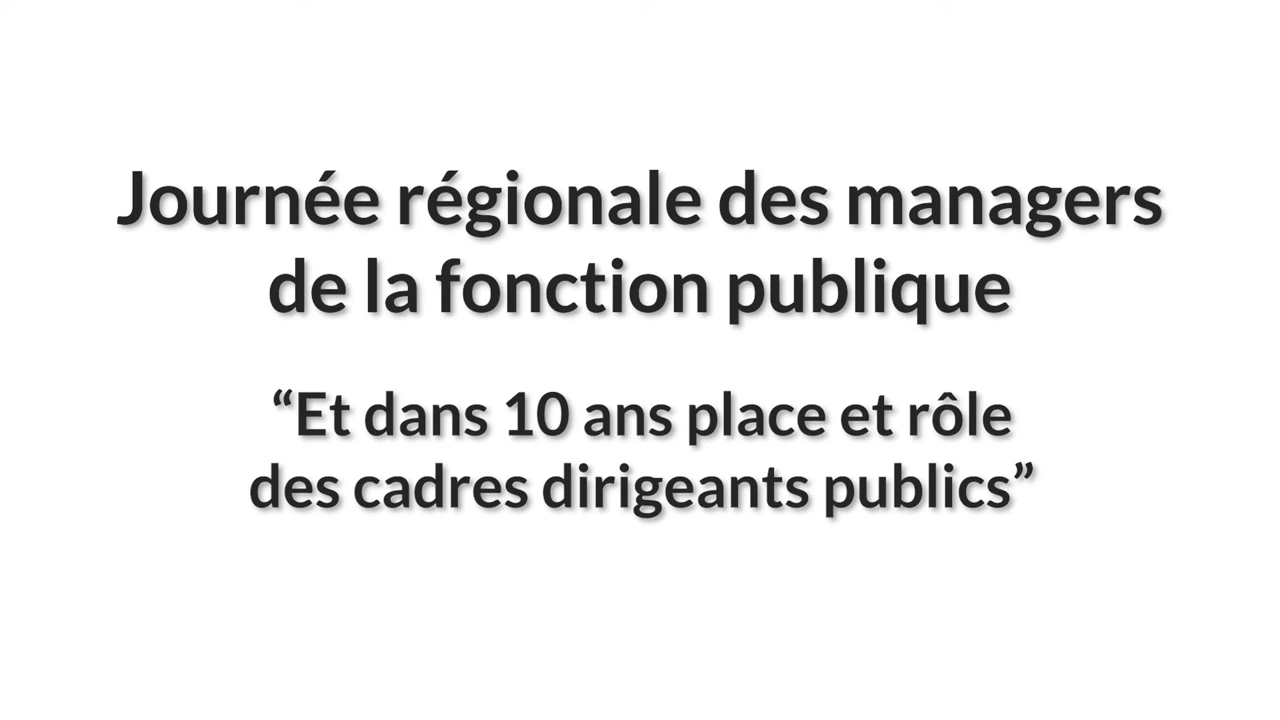 Journée régionale des managers
de la fonction publique
“Et dans 10 ans place et rôle
des cadres dirigeants publics”